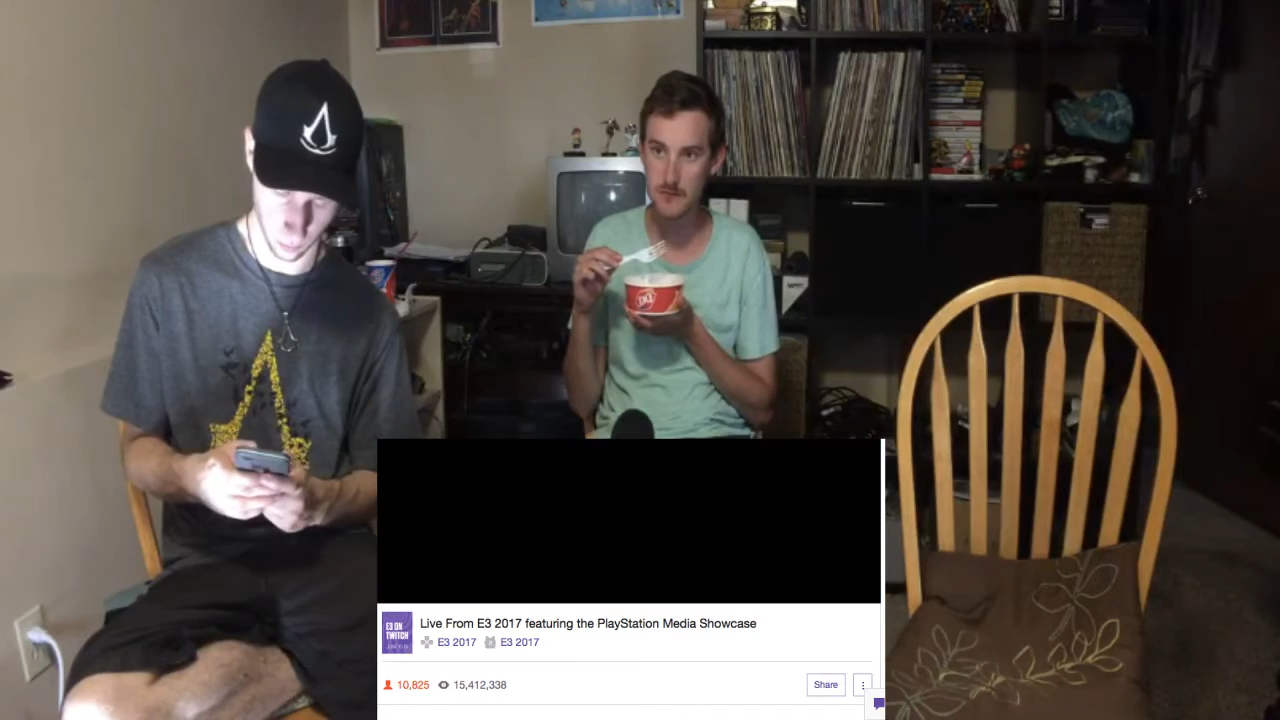 DQ
E3 ON
TWITCH
Live From E3 2017 featuring the PlayStation Media Showcase
E3 2017 E3 2017
10,825 15,412,338 Share